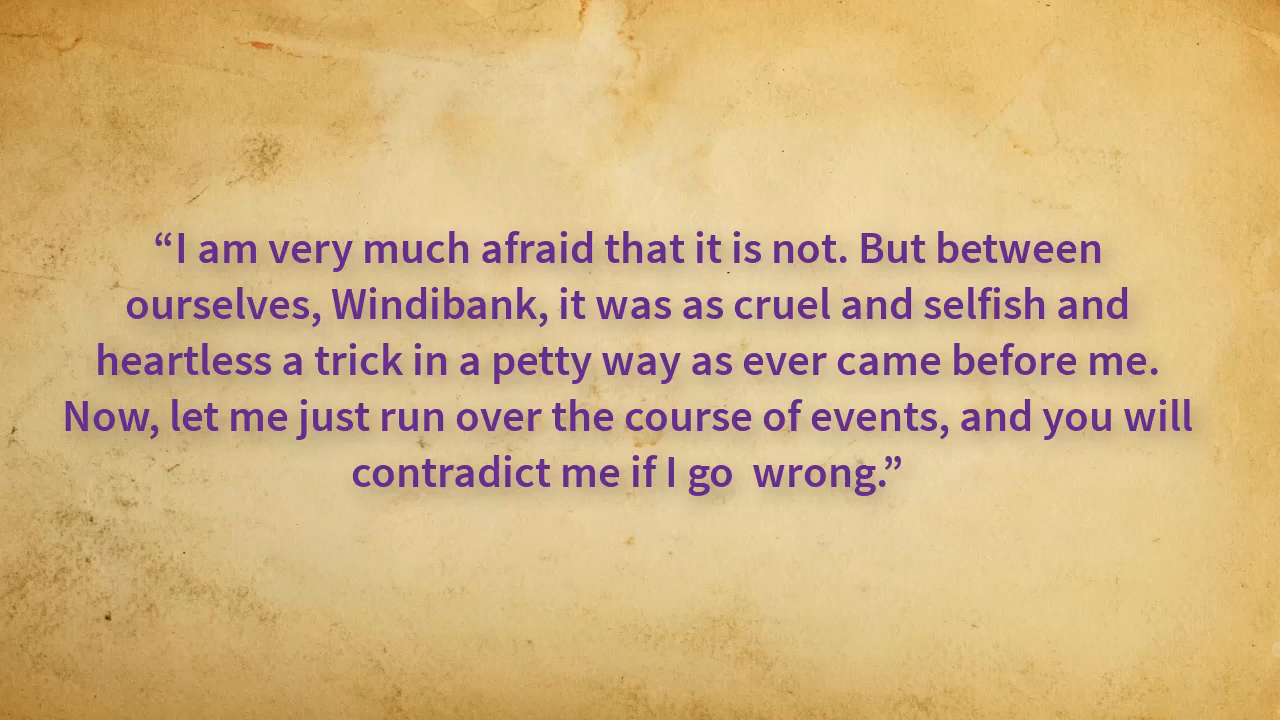 “I am very much afraid that it is not. But between
ourselves, Windibank, it was as cruel and selfish and
heartless a trick in a petty way as ever came before me.
Now, let me just run over the course of events, and you will
contradict me if I go  wrong.”